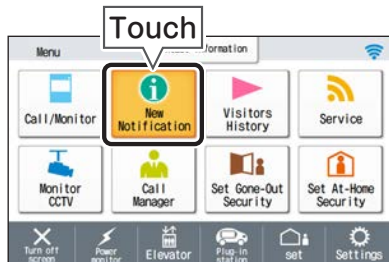 Touch
Menu
ormation
Call/Monitor
New
Notification
Visitors
History
Service
Monitor
CCTV
Call
Manager
Set Gone-Out
Security
Set At-Home
Security
Turn off
screen
Power
monitor
Elevator
Plug-in
station
set
Settings